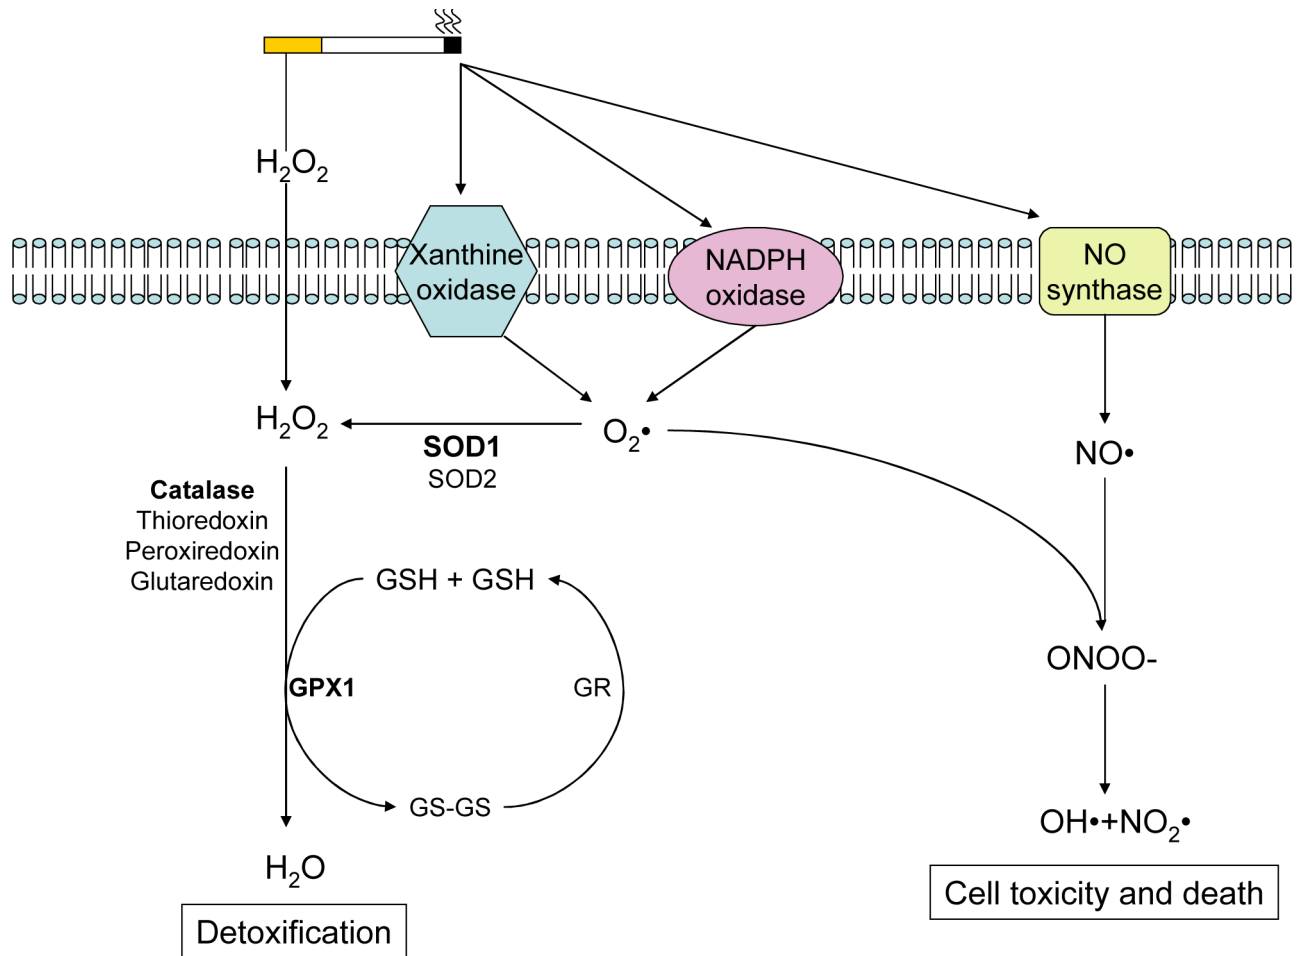 H₂O₂
Xanthine
oxidase
NADPH
oxidase
NO
synthase
H₂O₂
SOD1
SOD2
O₂•
NO•
Catalase
Thioredoxin
Peroxiredoxin
Glutaredoxin
GSH + GSH
GPX1
GR
GS-GS
ONOO-
OH•+NO₂•
H₂O
Cell toxicity and death
Detoxification